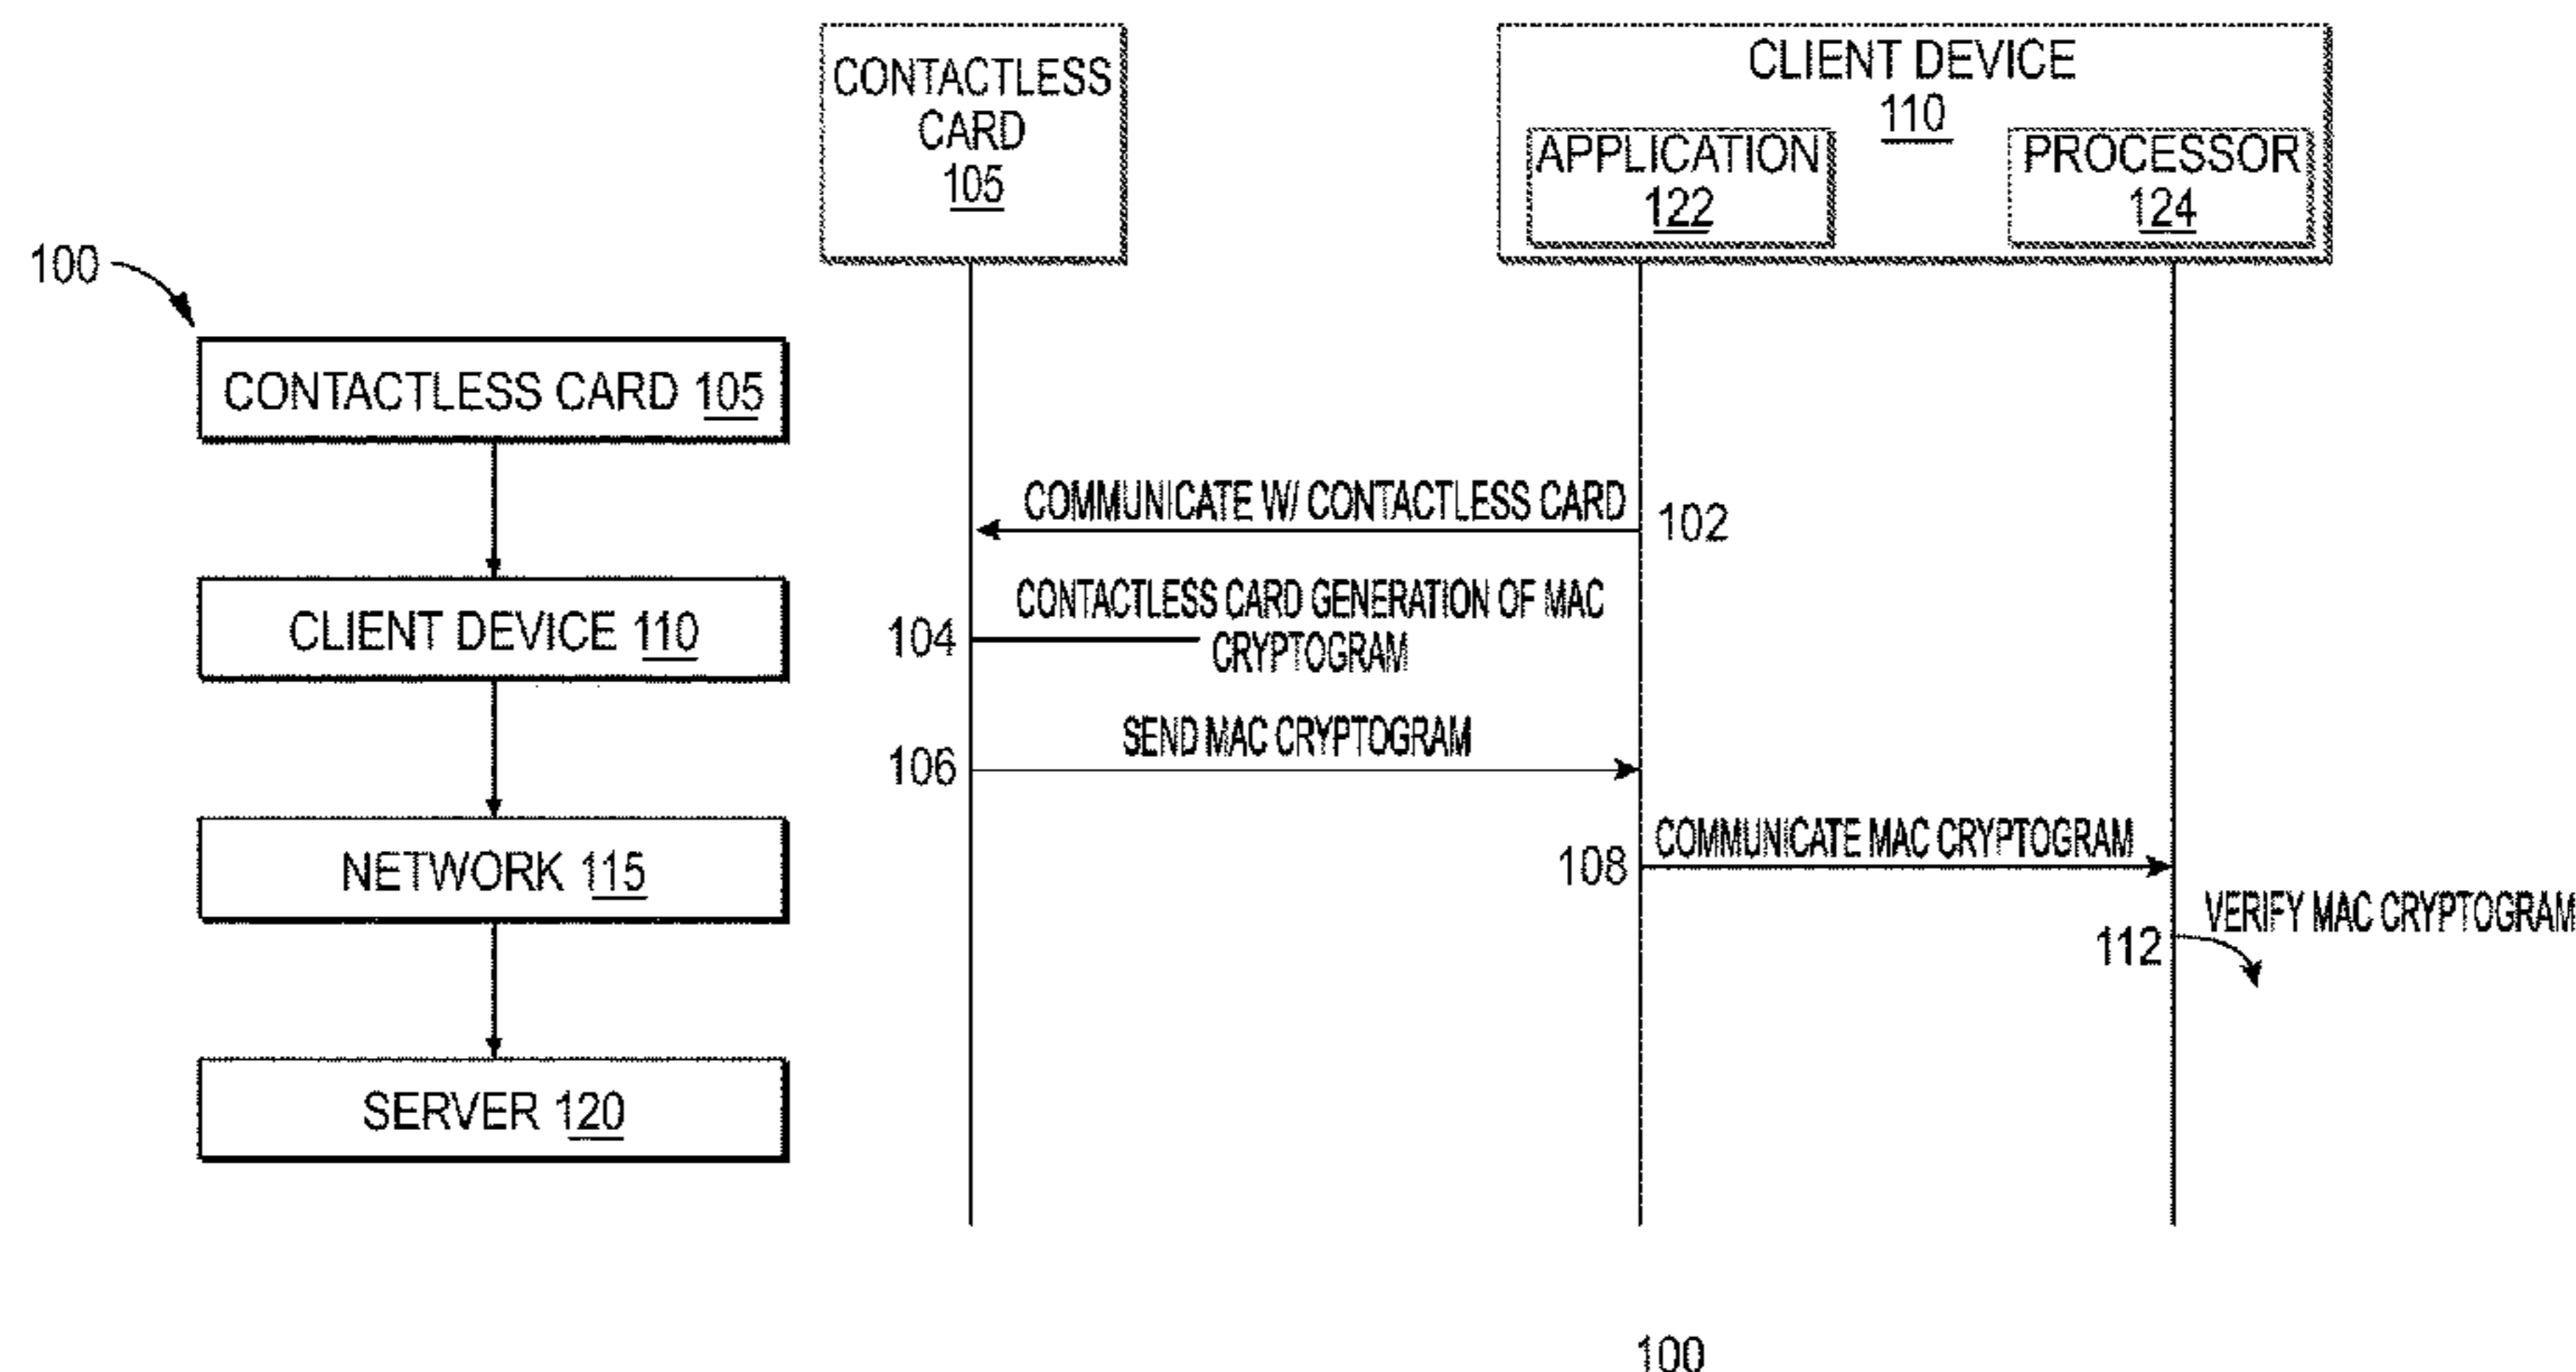 100
CONTACTLESS CARD 105
CLIENT DEVICE 110
NETWORK 115
SERVER 120
CONTACTLESS
CARD
105
CLIENT DEVICE
110
APPLICATION
122
PROCESSOR
124
COMMUNICATE W/ CONTACTLESS CARD
102
CONTACTLESS CARD GENERATION OF MAC
104
CRYPTOGRAM
SEND MAC CRYPTOGRAM
106
COMMUNICATE MAC CRYPTOGRAM
108
VERIFY MAC CRYPTOGRAM
112
100